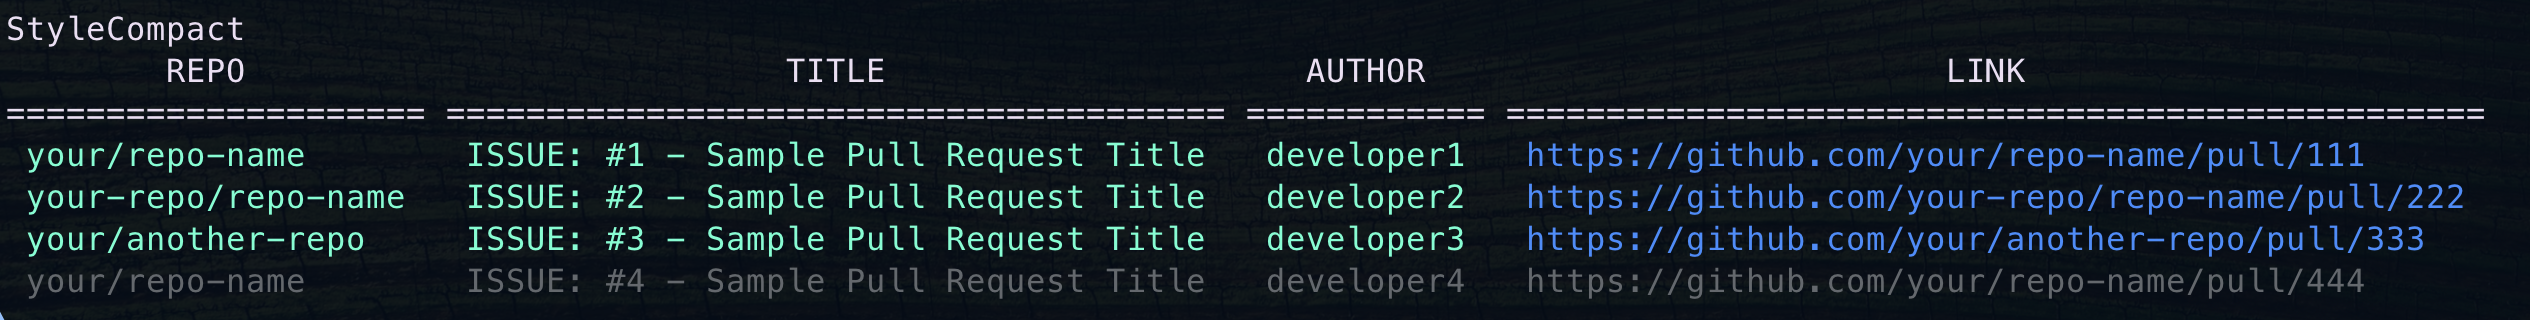 StyleCompact
REPO TITLE AUTHOR LINK
===================== ======================================= ============ =================================================
your/repo-name ISSUE: #1 - Sample Pull Request Title developer1 https://github.com/your/repo-name/pull/111
your-repo/repo-name ISSUE: #2 - Sample Pull Request Title developer2 https://github.com/your-repo/repo-name/pull/222
your/another-repo ISSUE: #3 - Sample Pull Request Title developer3 https://github.com/your/another-repo/pull/333
your/repo-name ISSUE: #4 - Sample Pull Request Title developer4 https://github.com/your/repo-name/pull/444